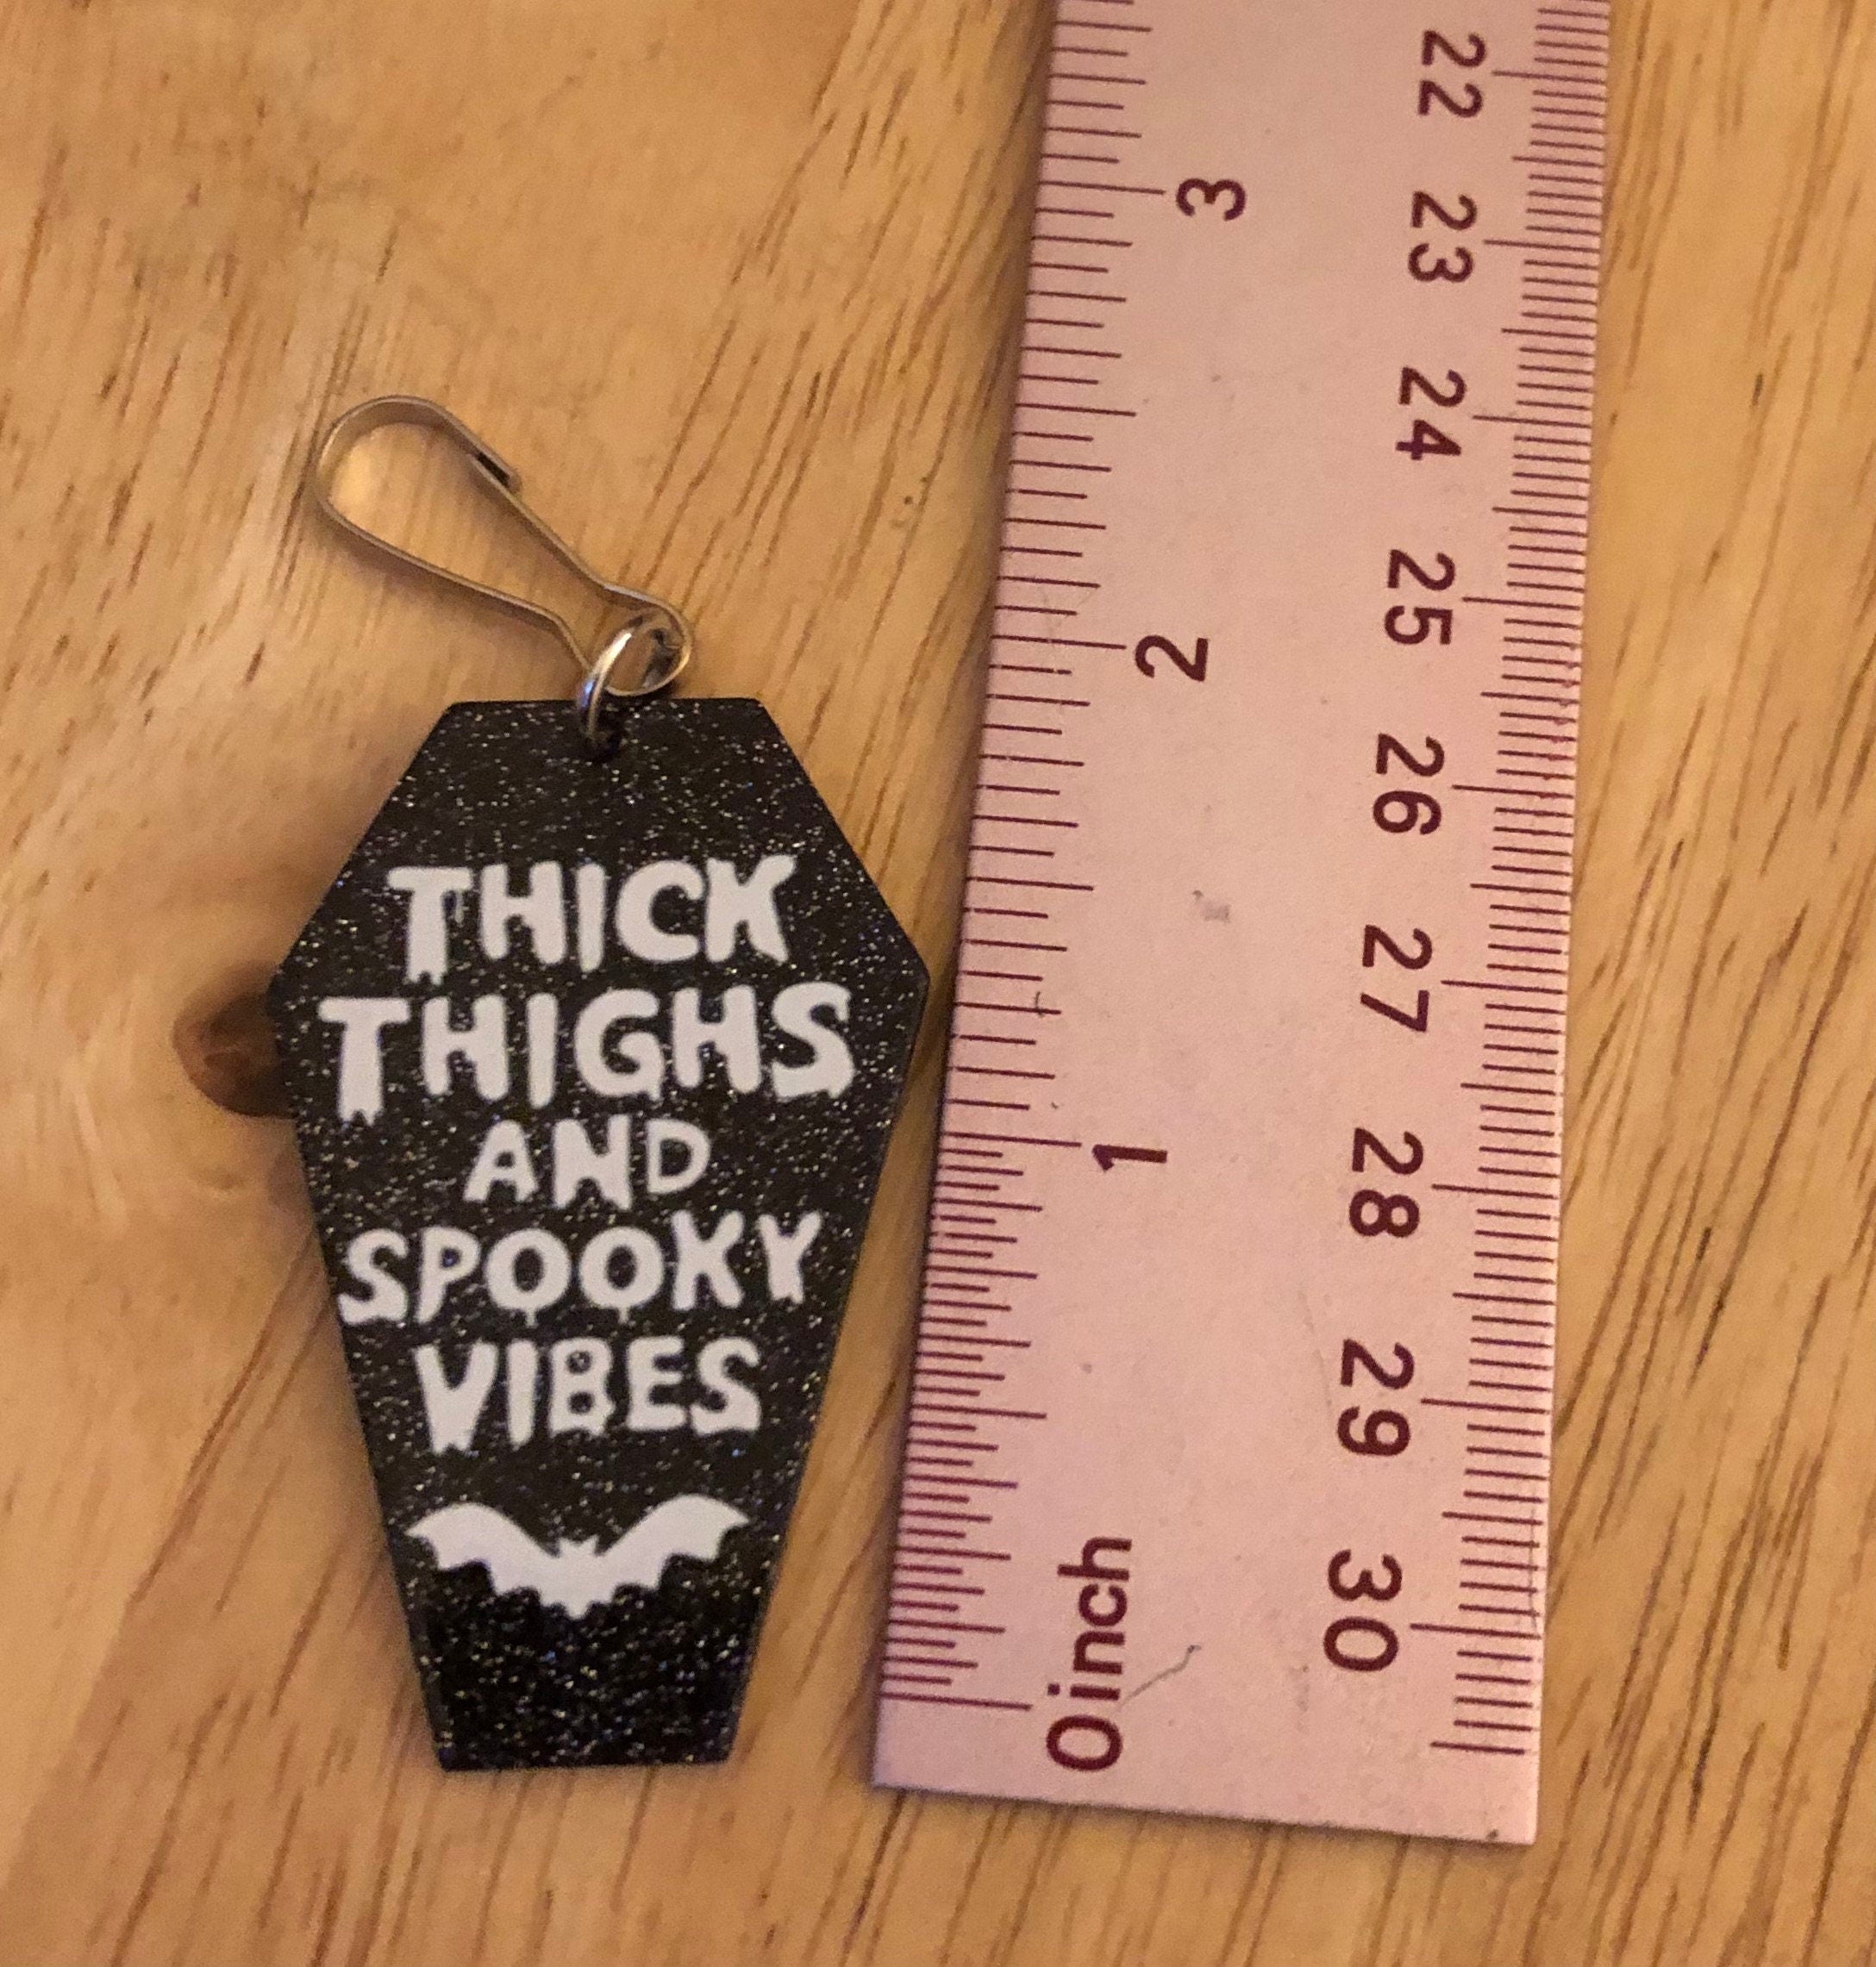 THICK
THIGHS
AND
SPOOKY
VIBES
3
2
1
0inch
22
23
24
25
26
27
28
29
30